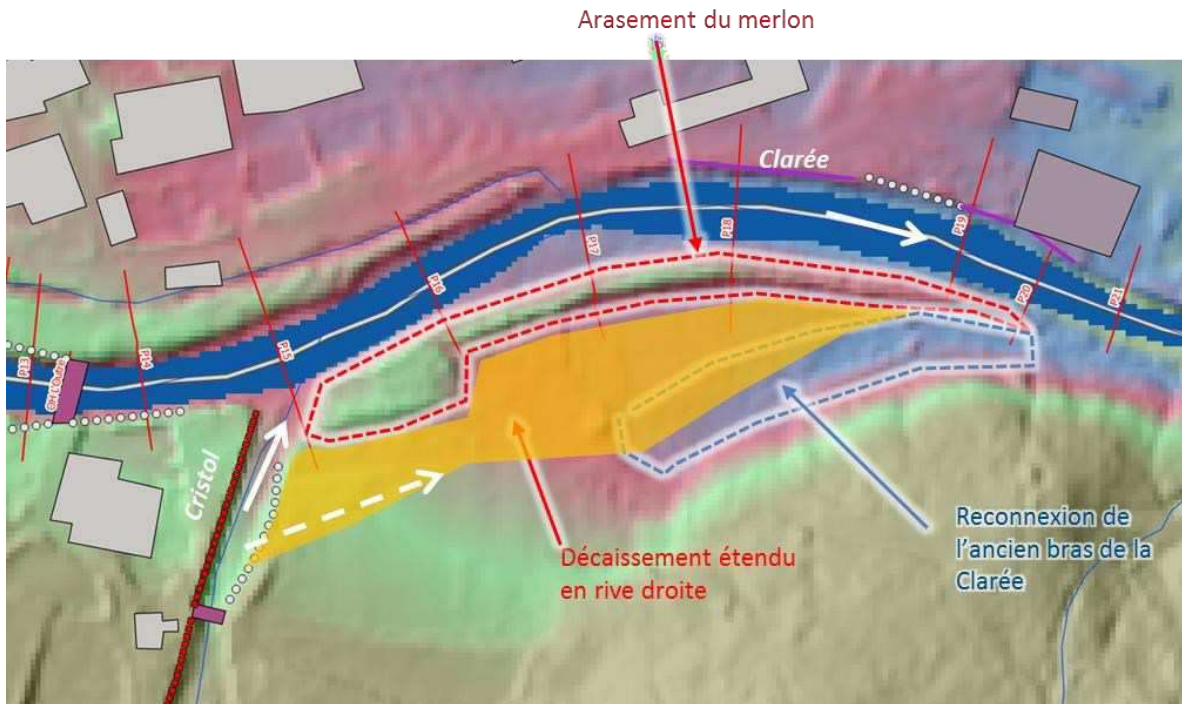 Arasement du merlon
Clarée
P13
P14
P15
P16
P17
P18
P19
P20
P21
Cristol
Décaissement étendu
en rive droite
Reconnexion de
l'ancien bras de la
Clarée